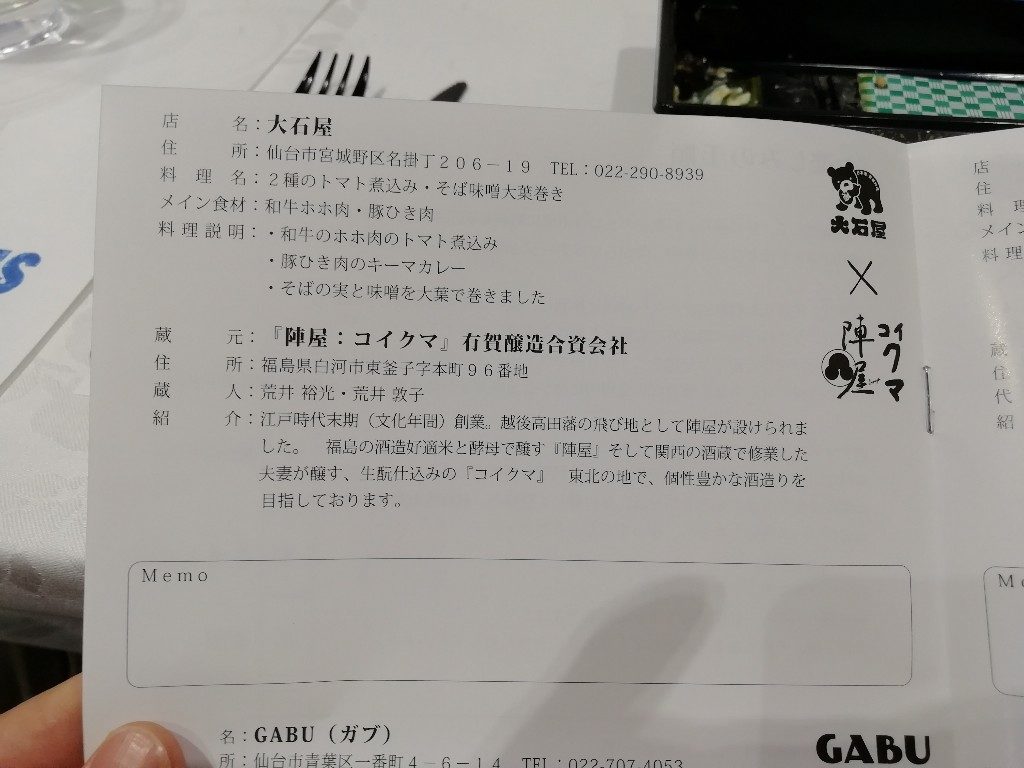 店　　名：大石屋
住　　所：仙台市宮城野区名掛丁２０６－１９　TEL：022-290-8939
料 理 名：２種のトマト煮込み・そば味噌大葉巻き
メイン食材：和牛ホホ肉・豚ひき肉
料理説明：・和牛のホホ肉のトマト煮込み
・豚ひき肉のキーマカレー
・そばの実と味噌を大葉で巻きました
大石屋
×
陣屋
コイクマ
蔵　　元：『陣屋：コイクマ』有賀醸造合資会社
住　　所：福島県白河市東釜子字本町９６番地
蔵　　人：荒井 裕光・荒井 敦子
紹　　介：江戸時代末期（文化年間）創業。越後高田藩の飛び地として陣屋が設けられま
した。　福島の酒造好適米と酵母で醸す『陣屋』そして関西の酒蔵で修業した
夫妻が醸す、生酛仕込みの『コイクマ』　東北の地で、個性豊かな酒造りを
目指しております。
Memo
名：GABU（ガブ）
所：仙台市青葉区一番町４－６－１４　TEL：022-707-4053
GABU
店
住
料　理
メイン
料理
蔵
住
代
紹